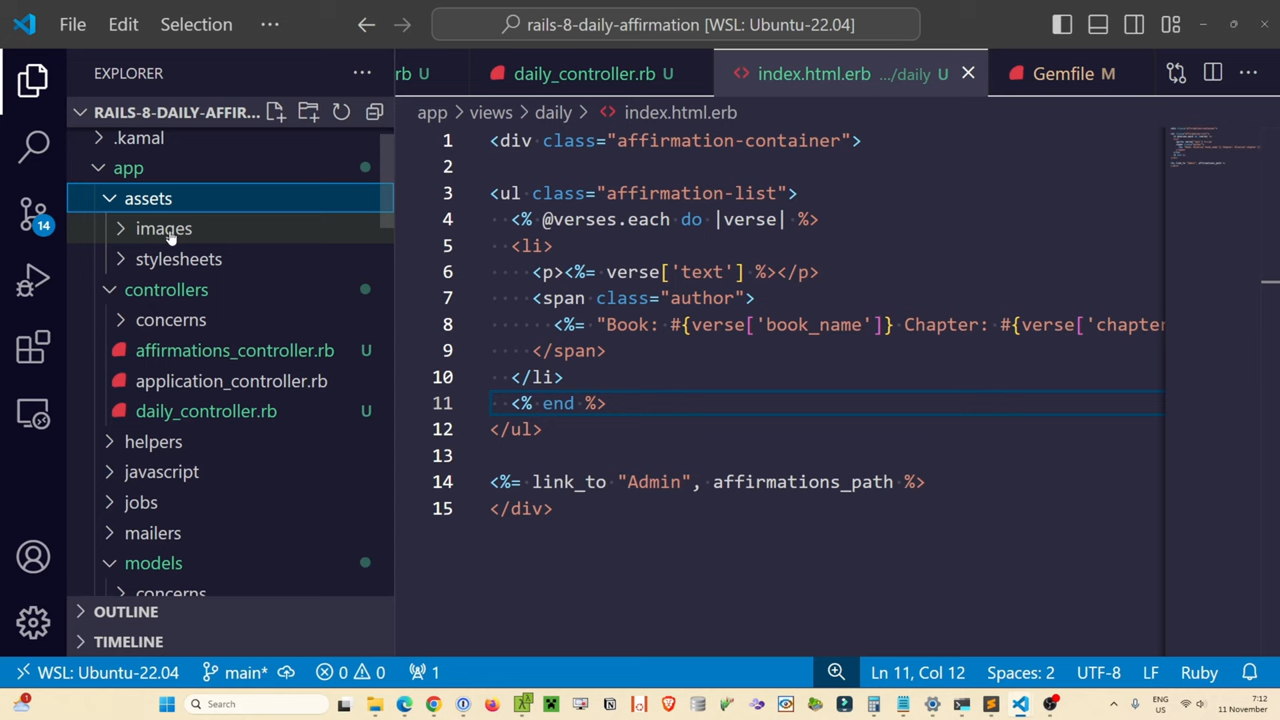 File Edit Selection ··· rails-8-daily-affirmation [WSL: Ubuntu-22.04]
EXPLORER ···
rb U daily_controller.rb U index.html.erb .../daily U Gemfile M ···
RAILS-8-DAILY-AFFIR...
app > views > daily > index.html.erb
.kamal
app
assets
images
stylesheets
controllers
concerns
affirmations_controller.rb U
application_controller.rb
daily_controller.rb U
helpers
javascript
jobs
mailers
models
concerns
OUTLINE
TIMELINE
14
1 <div class="affirmation-container">
2
3 <ul class="affirmation-list">
4 <% @verses.each do |verse| %>
5 <li>
6 <p><%= verse['text'] %></p>
7 <span class="author">
8 <%= "Book: #{verse['book_name']} Chapter: #{verse['chapter
9 </span>
10 </li>
11 <% end %>
12 </ul>
13
14 <%= link_to "Admin", affirmations_path %>
15 </div>
WSL: Ubuntu-22.04 main* 0 0 1 Ln 11, Col 12 Spaces: 2 UTF-8 LF Ruby
Search ENG 7:12
US 11 November